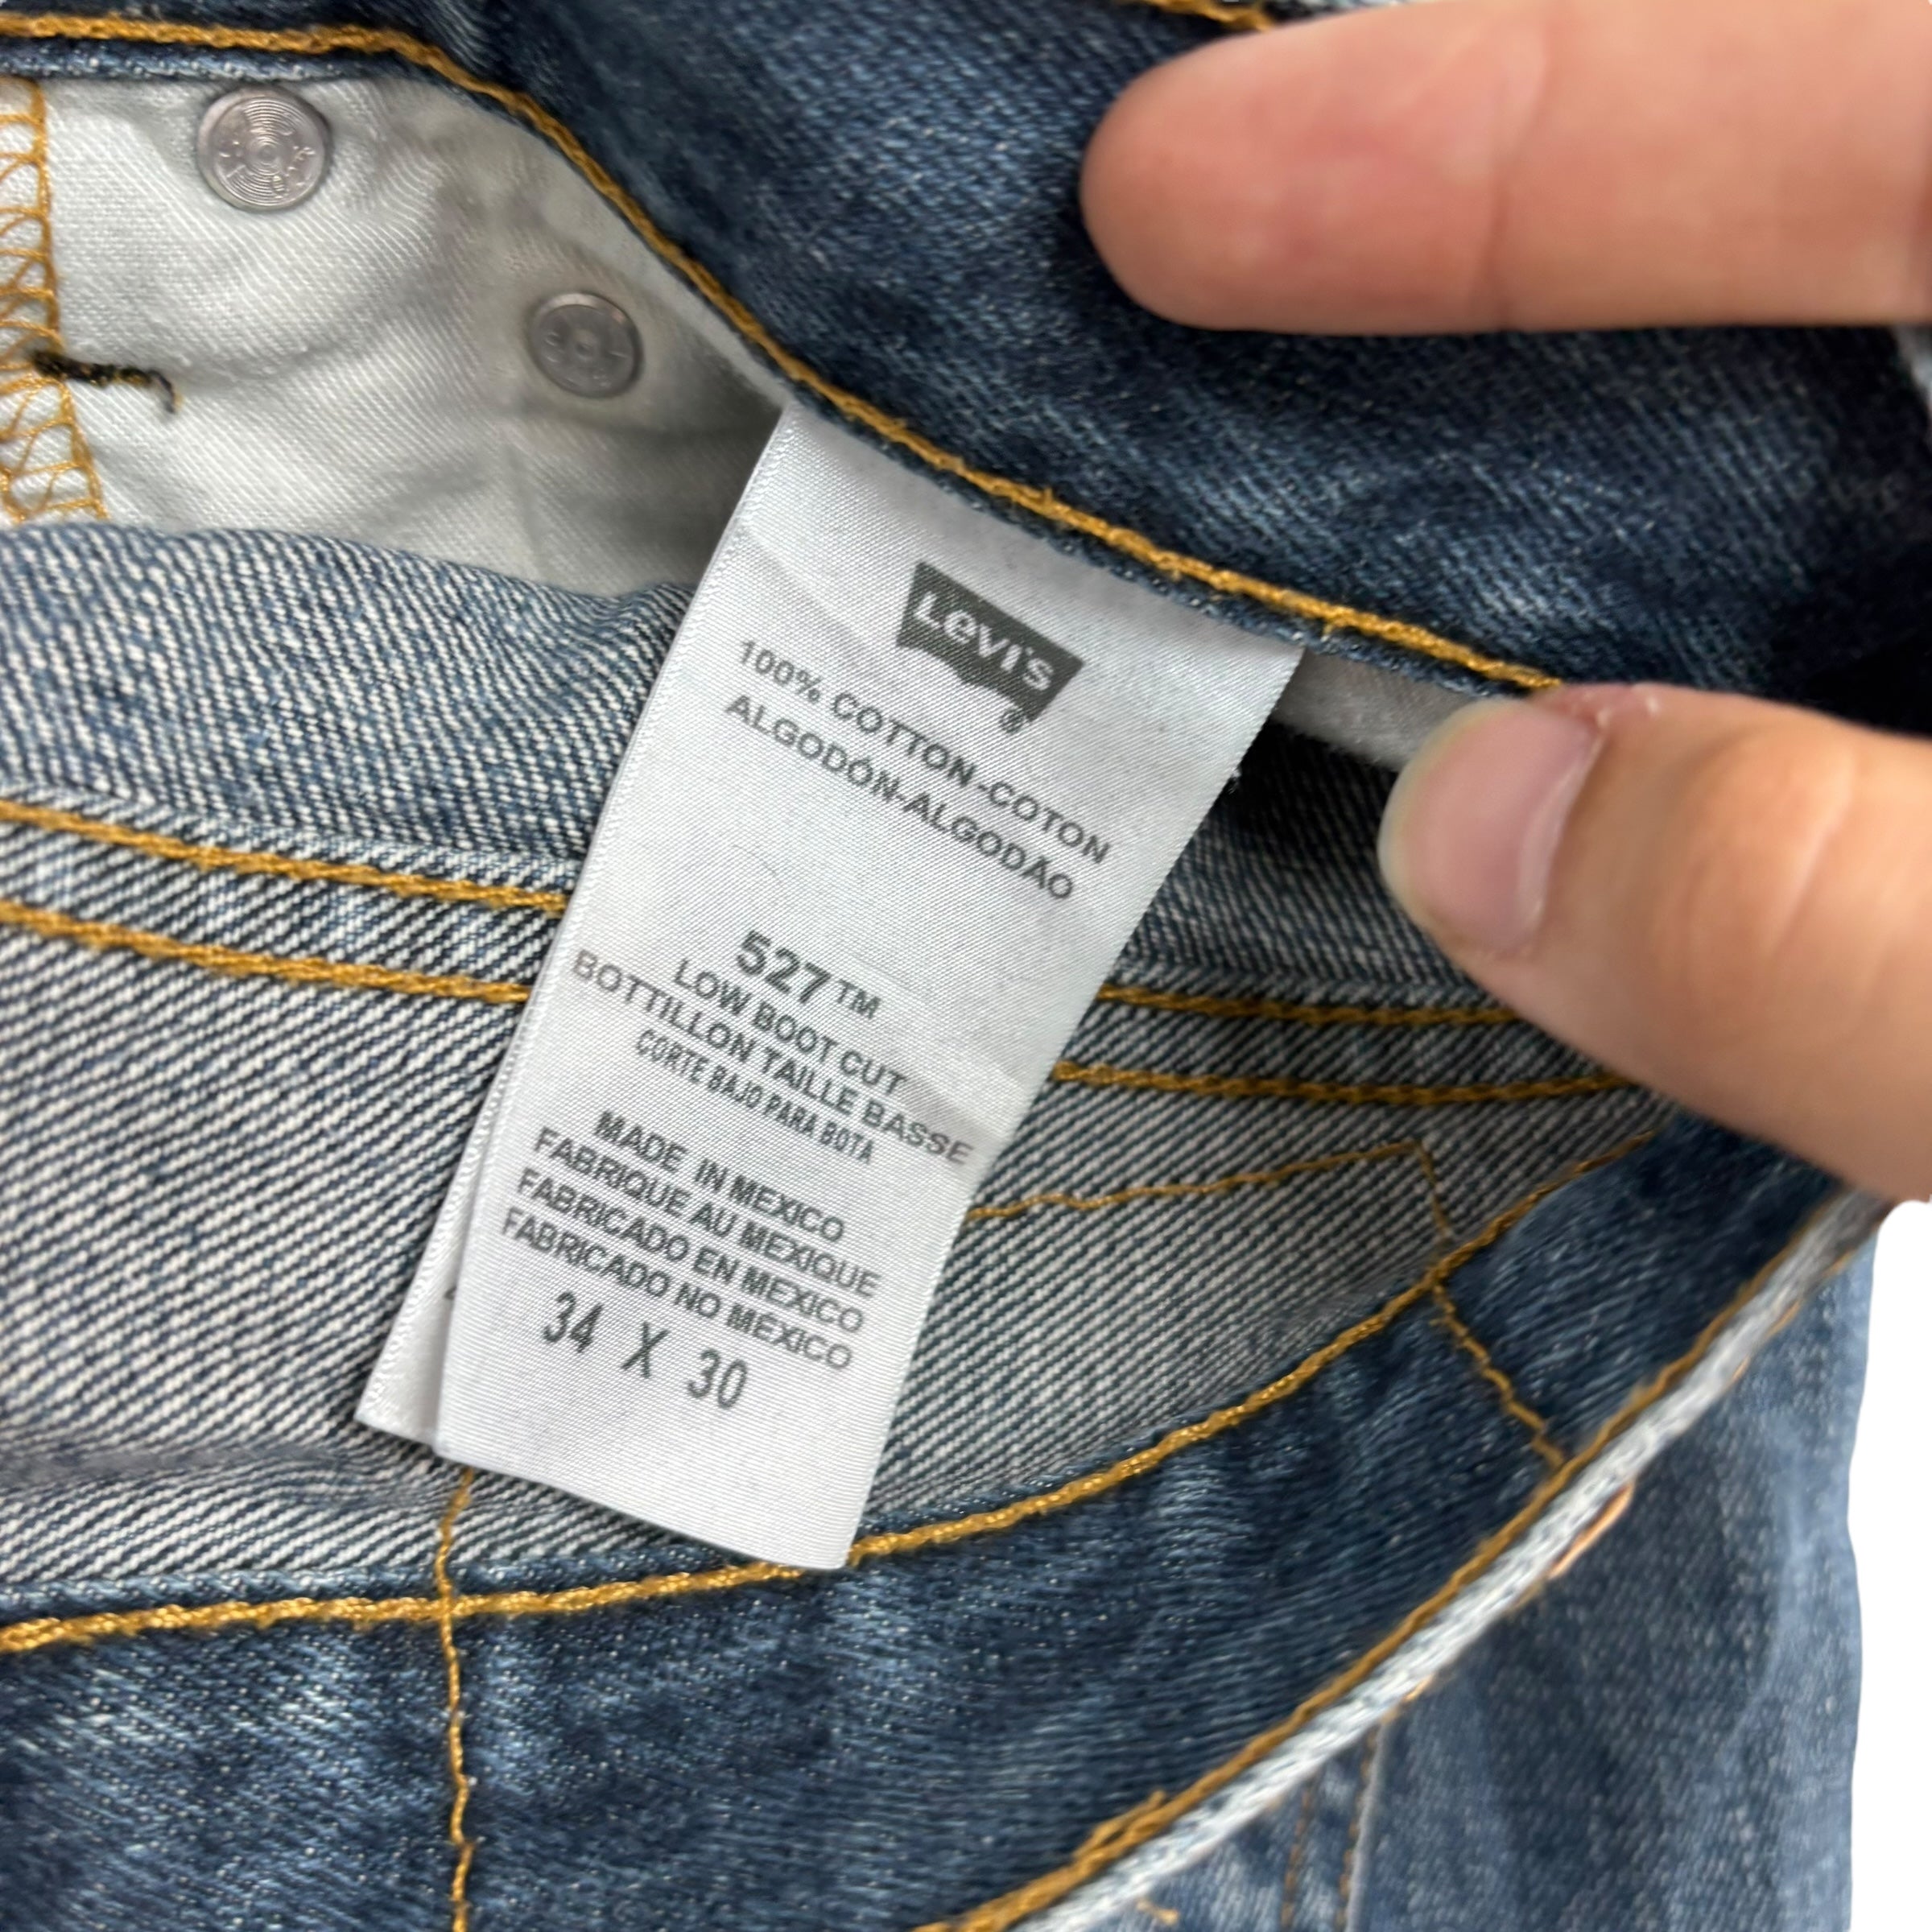 Levi's
100% COTTON-COTON
ALGODÓN-ALGODÃO
527™
LOW BOOT CUT
BOTTILLON TAILLE BASSE
CORTE BAJO PARA BOTA
MADE IN MEXICO
FABRIQUE AU MEXIQUE
FABRICADO EN MEXICO
FABRICADO NO MÉXICO
34 X 30